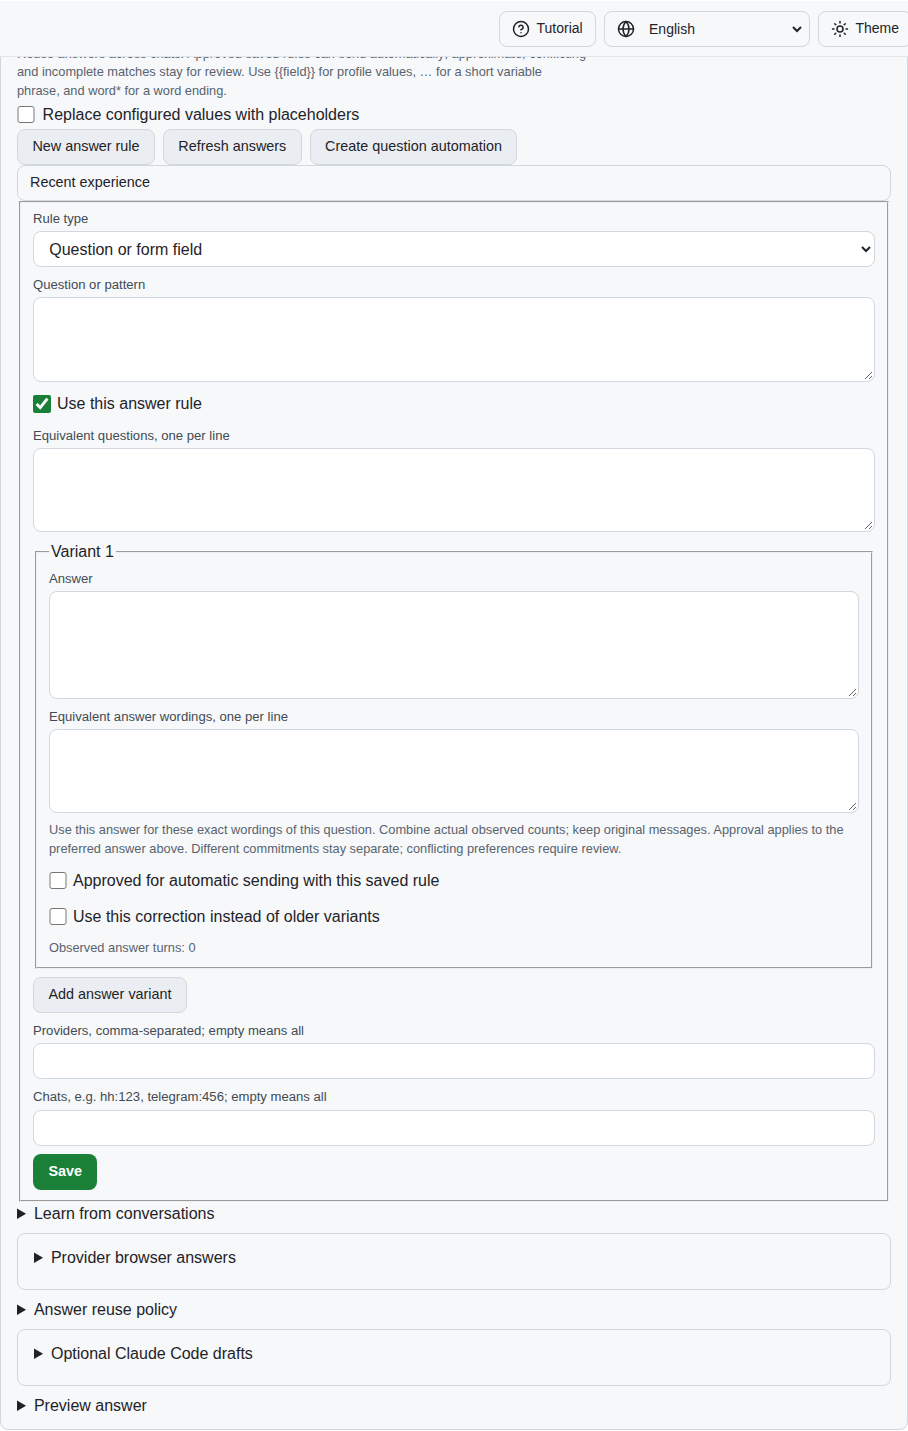 Tutorial
English
Theme
and incomplete matches stay for review. Use {{field}} for profile values, … for a short variable
phrase, and word* for a word ending.
Replace configured values with placeholders
New answer rule
Refresh answers
Create question automation
Recent experience
Rule type
Question or form field
Question or pattern
Use this answer rule
Equivalent questions, one per line
Variant 1
Answer
Equivalent answer wordings, one per line
Use this answer for these exact wordings of this question. Combine actual observed counts; keep original messages. Approval applies to the
preferred answer above. Different commitments stay separate; conflicting preferences require review.
Approved for automatic sending with this saved rule
Use this correction instead of older variants
Observed answer turns: 0
Add answer variant
Providers, comma-separated; empty means all
Chats, e.g. hh:123, telegram:456; empty means all
Save
Learn from conversations
Provider browser answers
Answer reuse policy
Optional Claude Code drafts
Preview answer